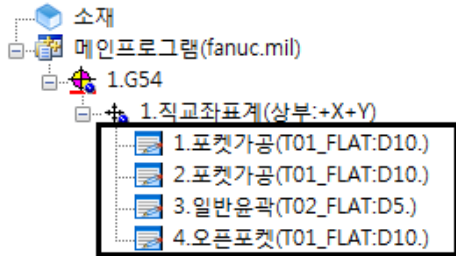 소재
메인프로그램(fanuc.mil)
1.G54
1.직교좌표계(상부:+X+Y)
1.포켓가공(T01_FLAT:D10.)
2.포켓가공(T01_FLAT:D10.)
3.일반윤곽(T02_FLAT:D5.)
4.오픈포켓(T01_FLAT:D10.)